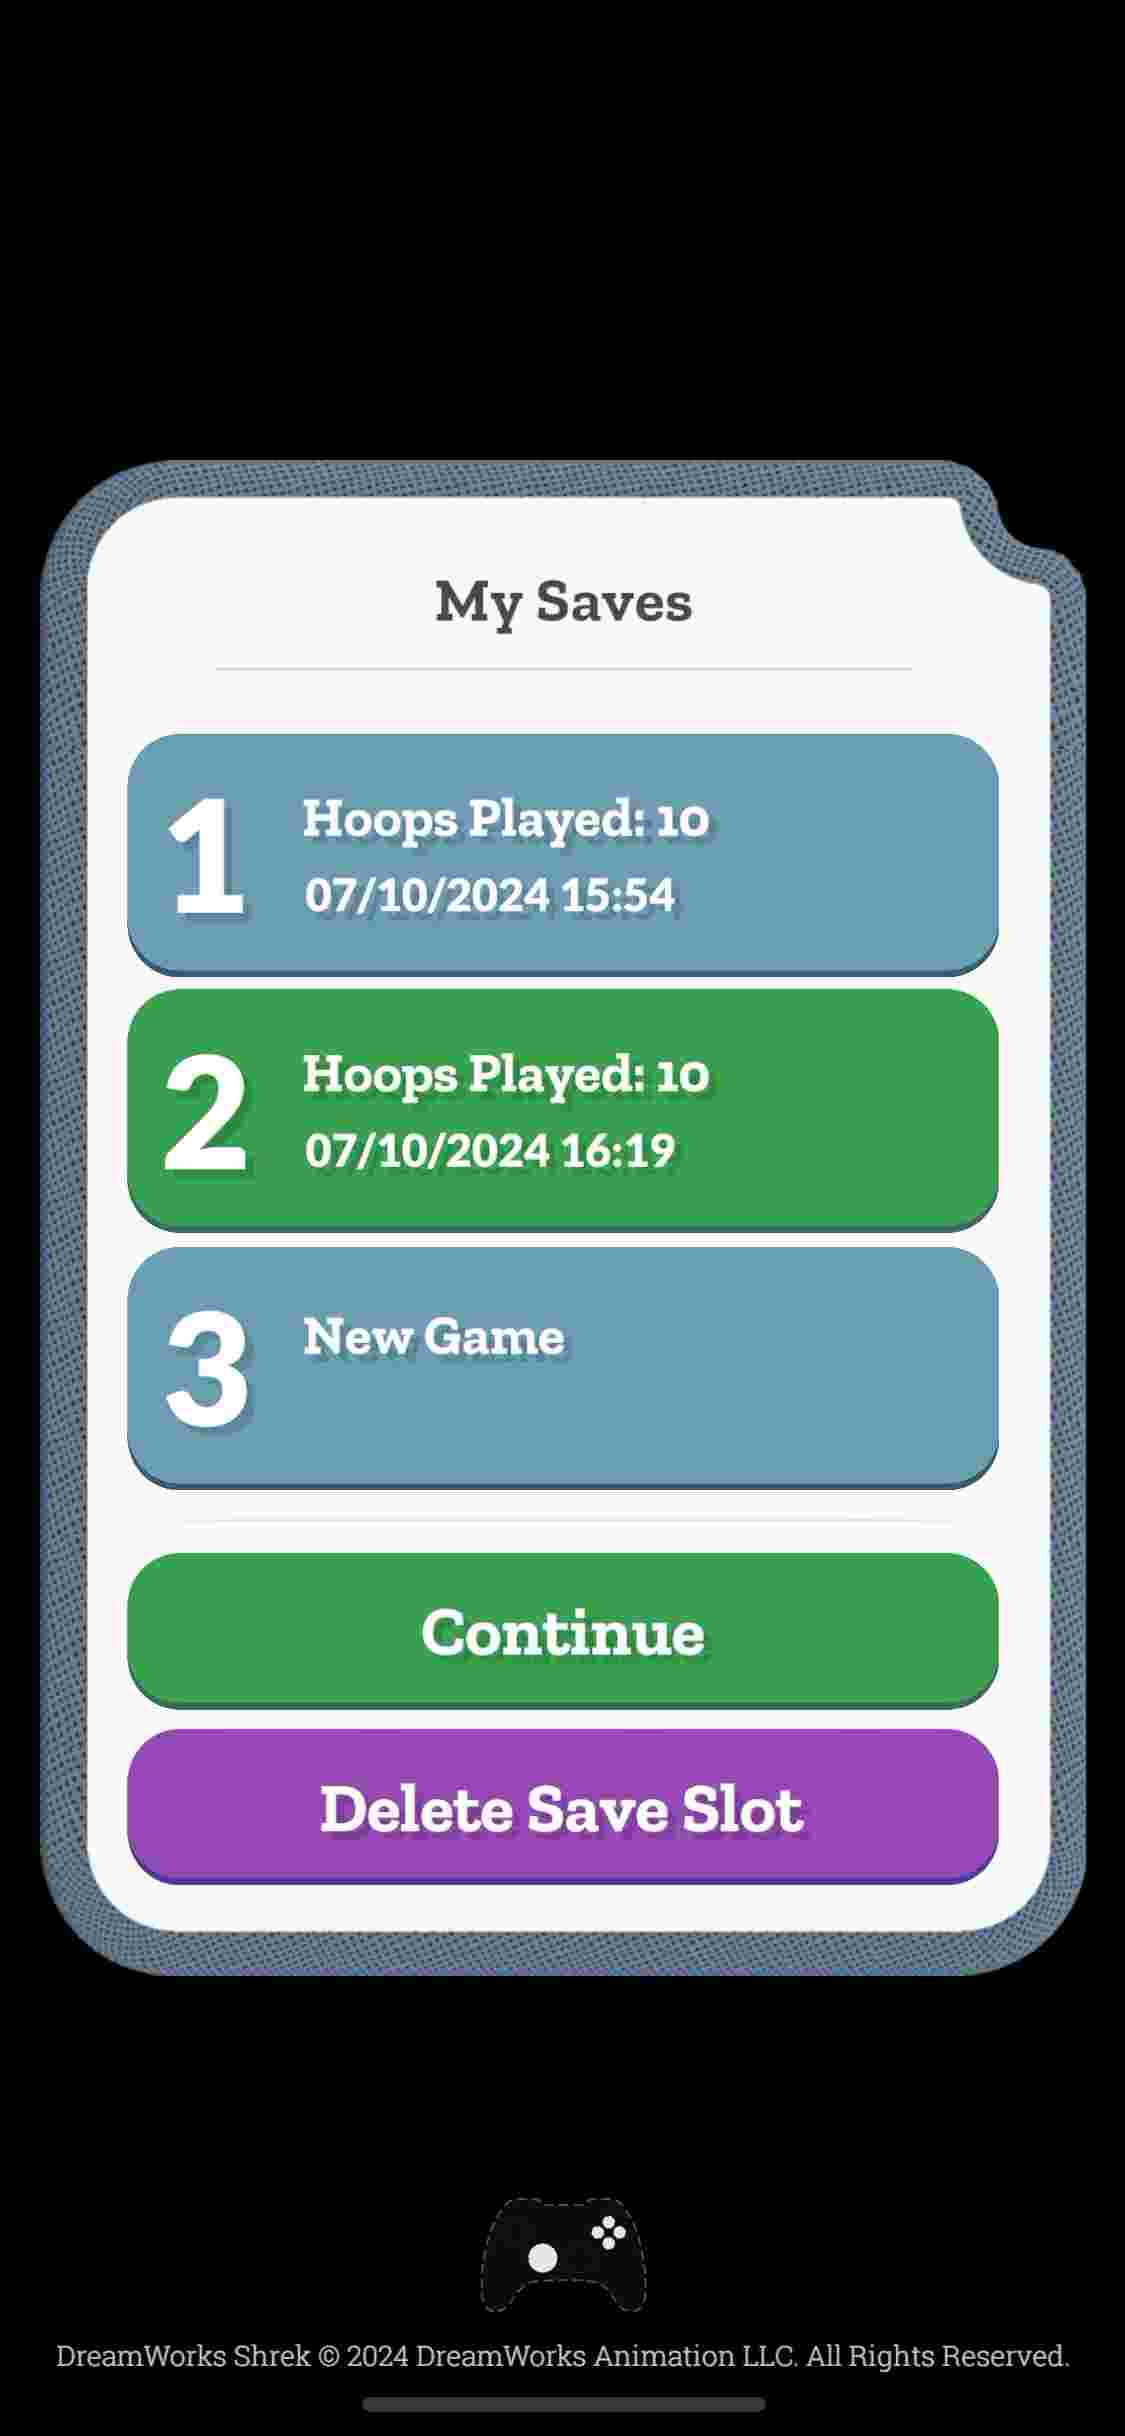 My Saves
1
Hoops Played: 10
07/10/2024 15:54
2
Hoops Played: 10
07/10/2024 16:19
3
New Game
Continue
Delete Save Slot
DreamWorks Shrek © 2024 DreamWorks Animation LLC. All Rights Reserved.